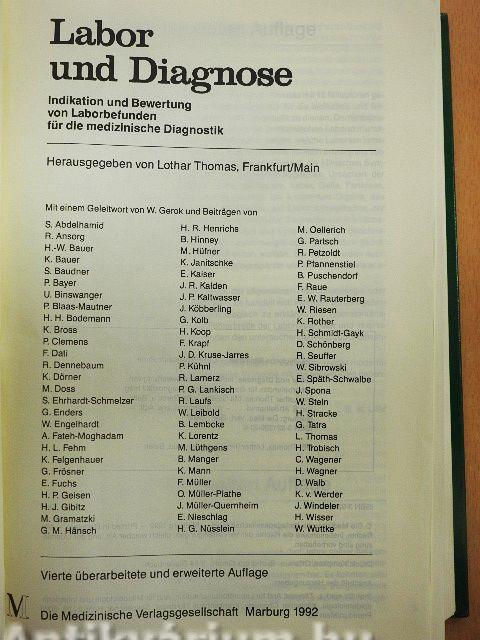 Labor
und Diagnose
Indikation und Bewertung
von Laborbefunden
für die medizinische Diagnostik
Herausgegeben von Lothar Thomas, Frankfurt/Main
Mit einem Geleitwort von W. Gerok und Beiträgen von
S. Abdelhamid
R. Ansorg
H.-W. Bauer
K. Bauer
S. Baudner
P. Bayer
U. Binswanger
P. Blaas-Mautner
H. H. Bodemann
K. Bross
P. Clemens
F. Dati
R. Dennebaum
K. Dörner
M. Doss
S. Ehrhardt-Schmelzer
G. Enders
W. Engelhardt
A. Fateh-Moghadam
H. L. Fehm
K. Felgenhauer
G. Frösner
E. Fuchs
H. P. Geisen
H. J. Gibitz
M. Gramatzki
G. M. Hänsch
H. R. Henrichs
B. Hinney
M. Hüfner
K. Janitschke
E. Kaiser
J. R. Kalden
J. P. Kaltwasser
J. Köbberling
G. Kolb
H. Koop
F. Krapf
J. D. Kruse-Jarres
P. Kühnl
R. Lamerz
P. G. Lankisch
R. Laufs
W. Leibold
B. Lembcke
K. Lorentz
M. Lüthgens
B. Manger
K. Mann
F. Müller
O. Müller-Plathe
J. Müller-Quernheim
E. Nieschlag
H. G. Nüsslein
M. Oellerich
G. Partsch
R. Petzoldt
P. Pfannenstiel
B. Puschendorf
F. Raue
E. W. Rauterberg
W. Riesen
K. Rother
H. Schmidt-Gayk
D. Schönberg
R. Seuffer
W. Sibrowski
E. Späth-Schwalbe
J. Spona
W. Stein
H. Stracke
G. Tatra
L. Thomas
H. Trobisch
C. Wagener
H. Wagner
D. Walb
K. v. Werder
J. Windeler
H. Wisser
W. Wuttke
Vierte überarbeitete und erweiterte Auflage
M
Die Medizinische Verlagsgesellschaft Marburg 1992